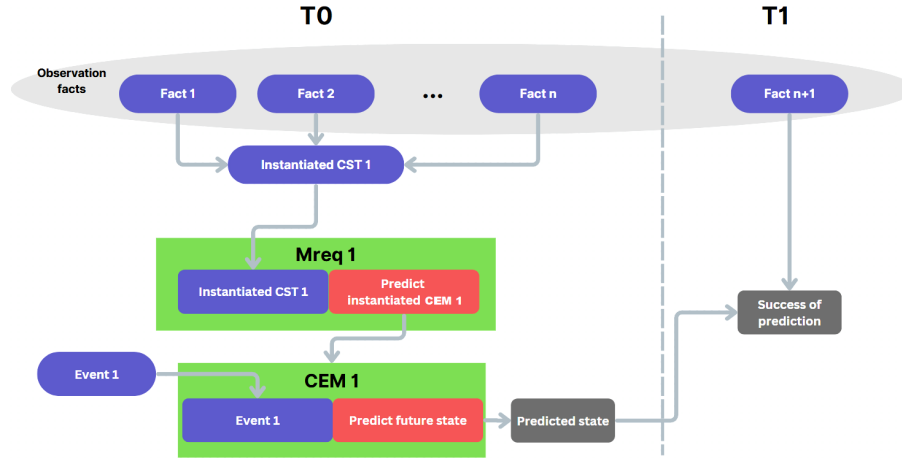 T0
T1
Observation
facts
Fact 1
Fact 2
...
Fact n
Fact n+1
Instantiated CST 1
Mreq 1
Instantiated CST 1
Predict
instantiated CEM 1
Success of
prediction
Event 1
CEM 1
Event 1
Predict future state
Predicted state